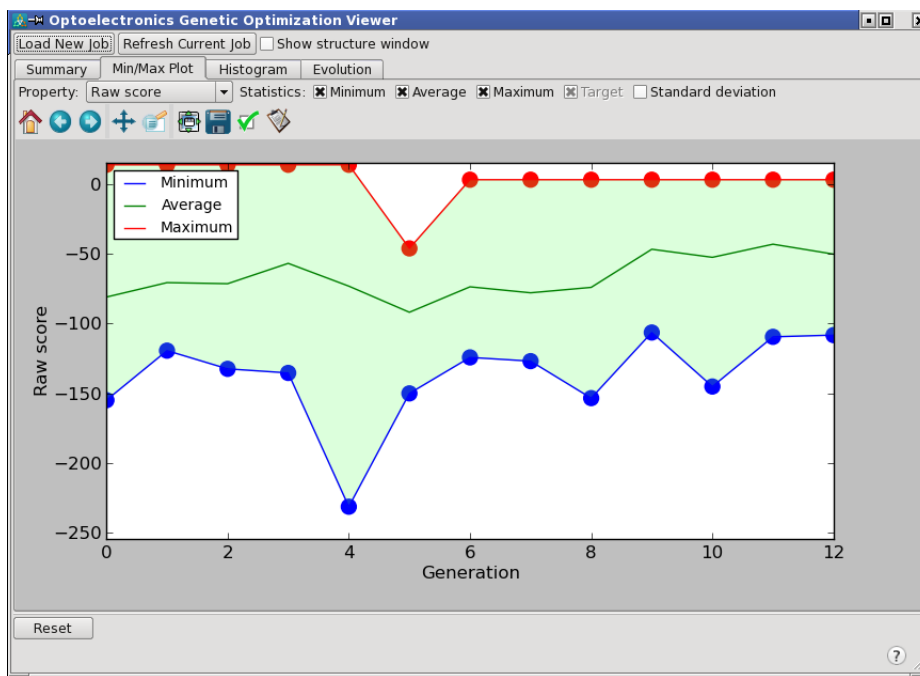 Optoelectronics Genetic Optimization Viewer
Load New Job Refresh Current Job Show structure window
Summary Min/Max Plot Histogram Evolution
Property: Raw score Statistics: Minimum Average Maximum Target Standard deviation
Minimum
Average
Maximum
0
−50
−100
−150
−200
−250
Raw score
0 2 4 6 8 10 12
Generation
Reset
?